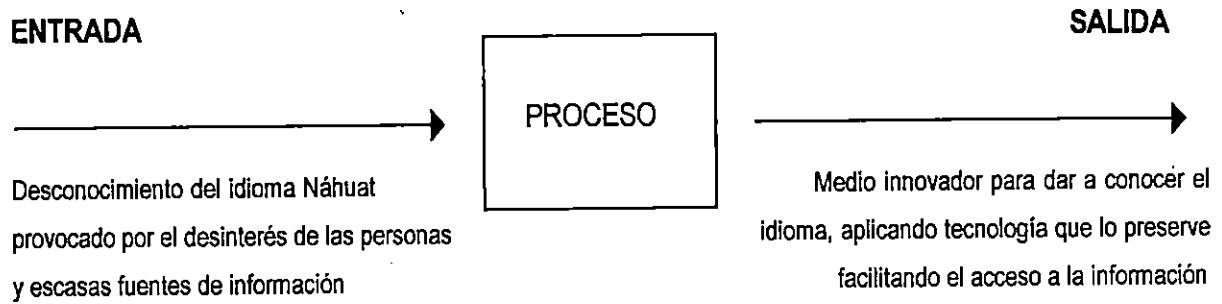 ENTRADA
SALIDA
PROCESO
Desconocimiento del idioma Náhuat
provocado por el desinterés de las personas
y escasas fuentes de información
Medio innovador para dar a conocer el
idioma, aplicando tecnología que lo preserve
facilitando el acceso a la información